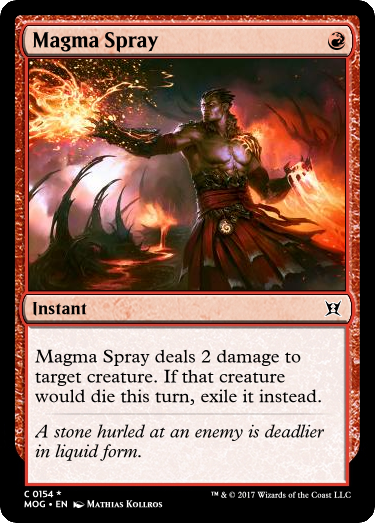 Magma Spray
Instant
Magma Spray deals 2 damage to
target creature. If that creature
would die this turn, exile it instead.
A stone hurled at an enemy is deadlier
in liquid form.
C 0154 *
MOG • EN Mathias Kollros
™ & © 2017 Wizards of the Coast LLC